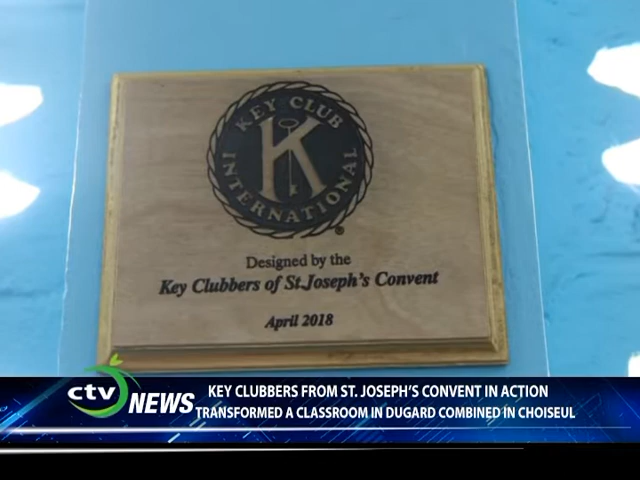 KEY CLUB
K
INTERNATIONAL
®
Designed by the
Key Clubbers of St.Joseph's Convent
April 2018
ctv NEWS
KEY CLUBBERS FROM ST. JOSEPH'S CONVENT IN ACTION
TRANSFORMED A CLASSROOM IN DUGARD COMBINED IN CHOISEUL